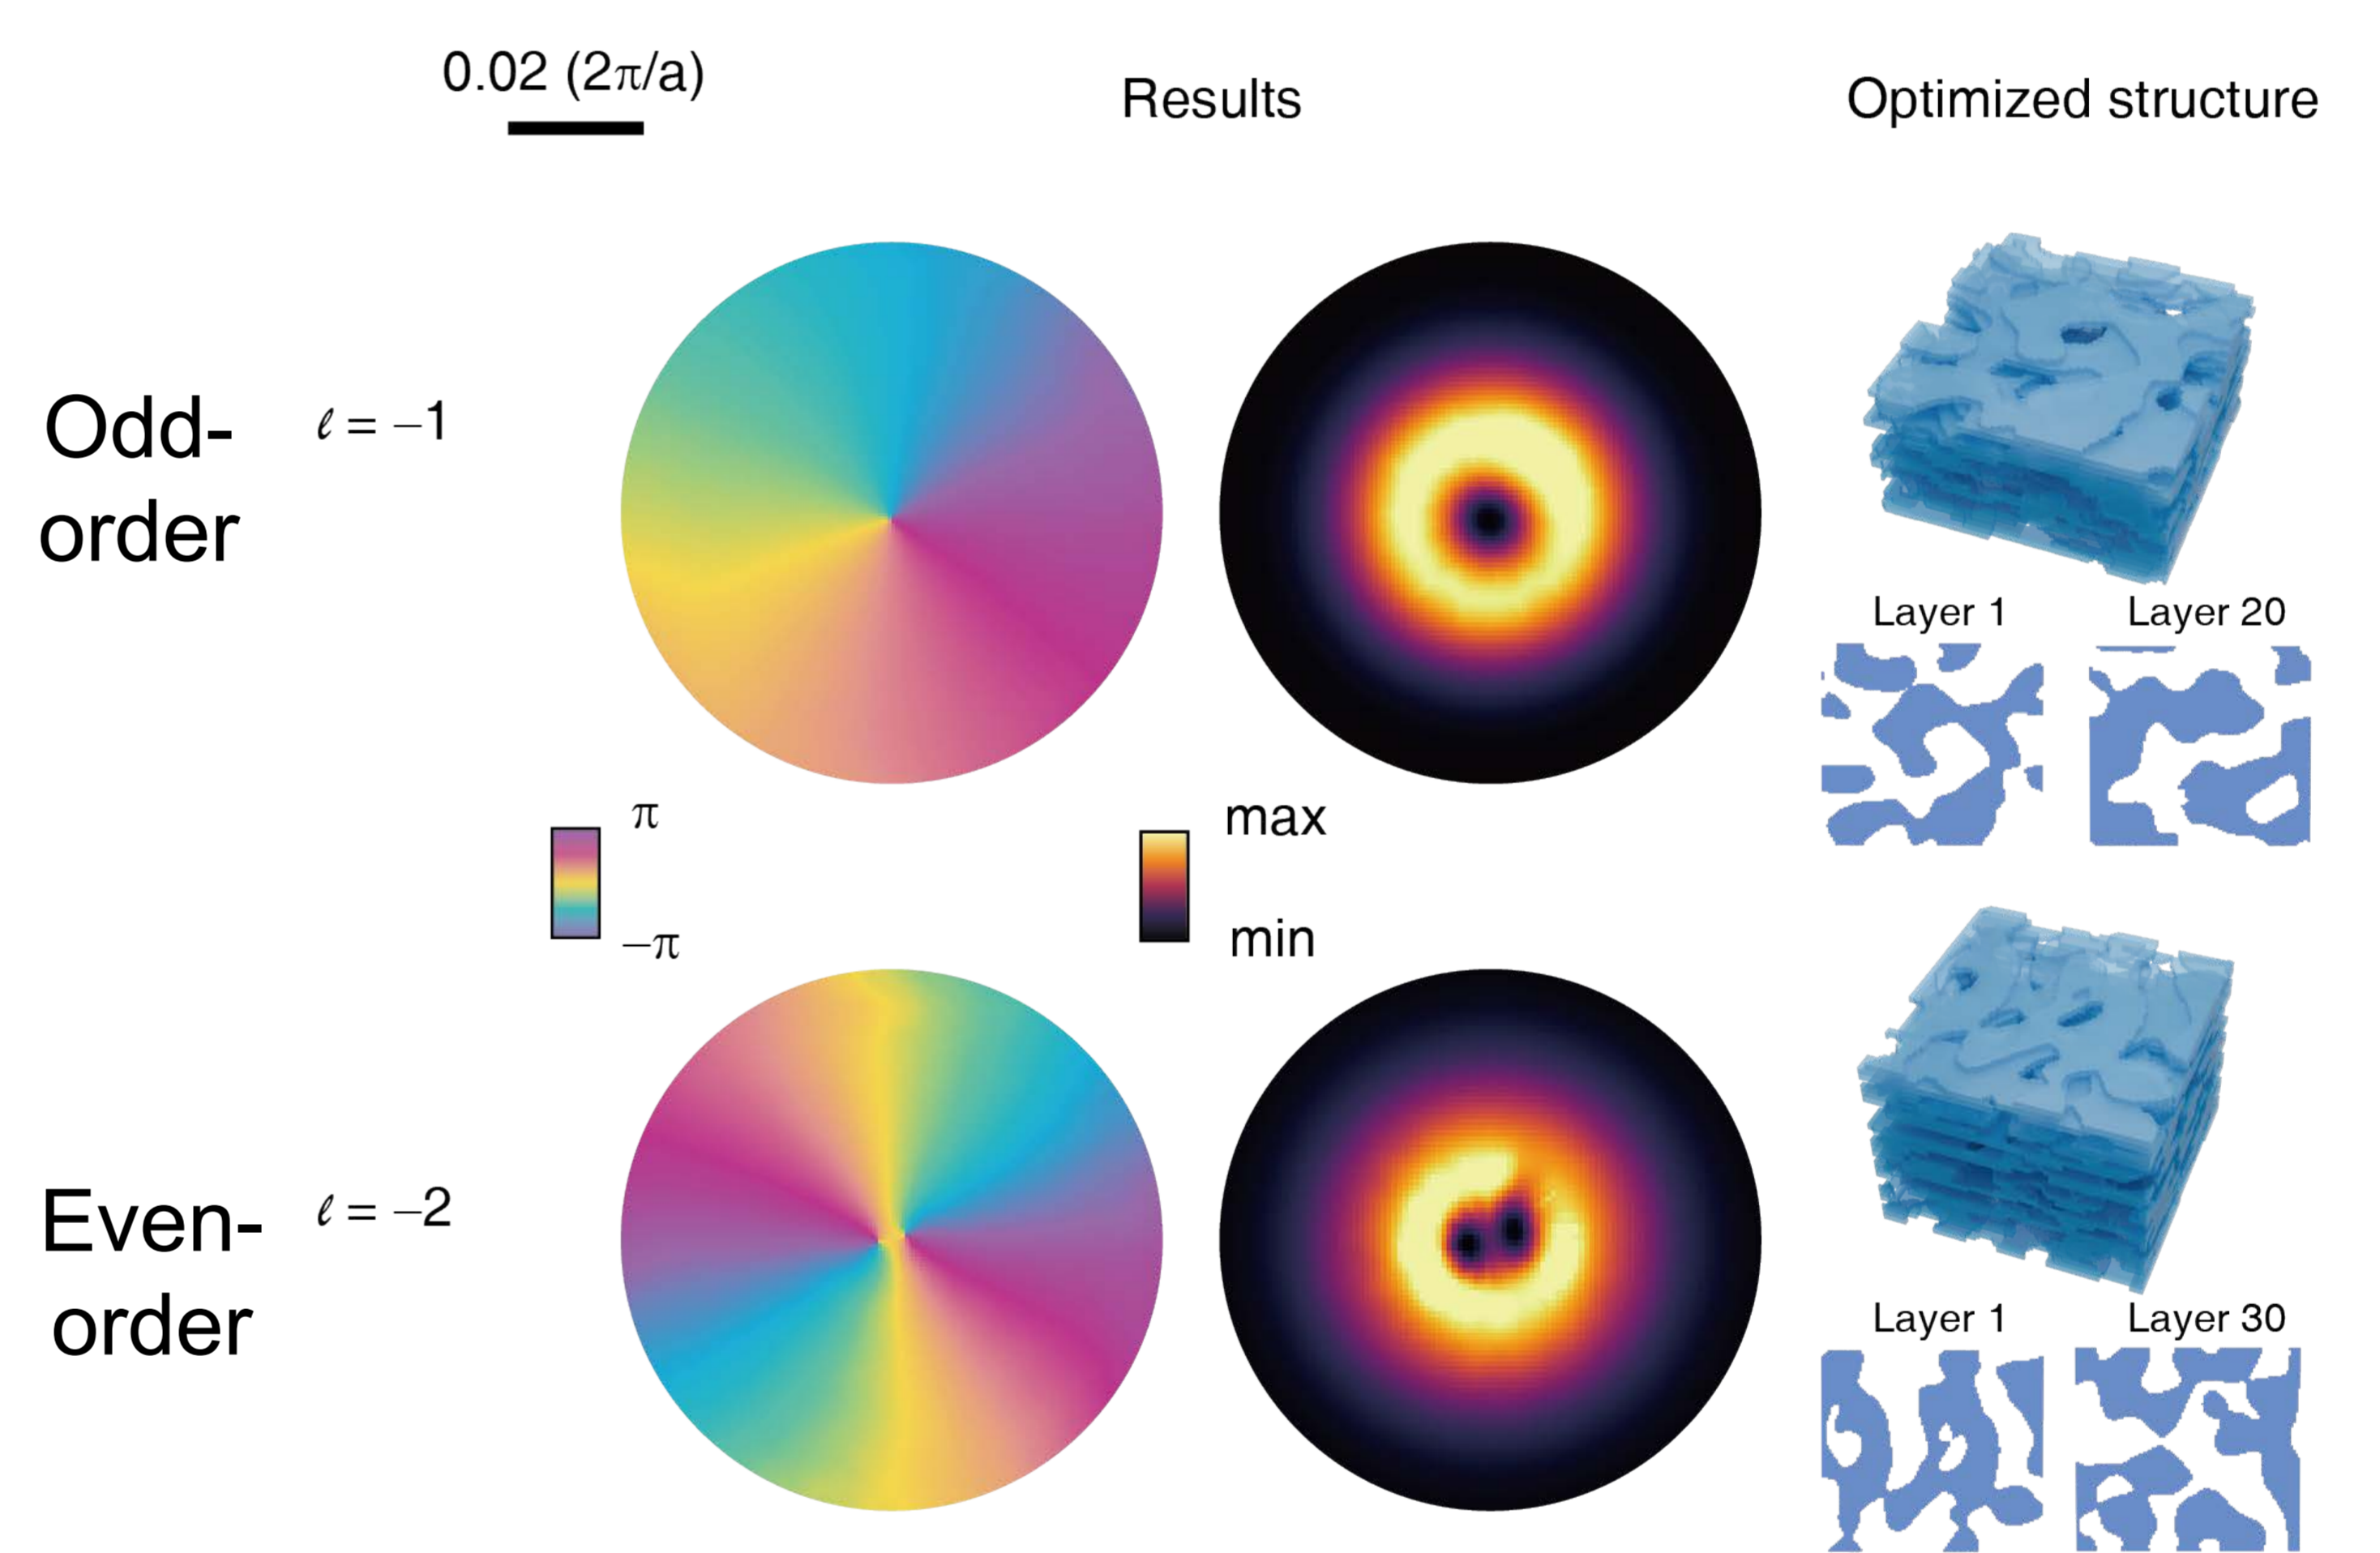 0.02 (2π/a)
Results
Optimized structure
Odd-
order
ℓ = –1
Layer 1
Layer 20
π
–π
max
min
Even-
order
ℓ = –2
Layer 1
Layer 30